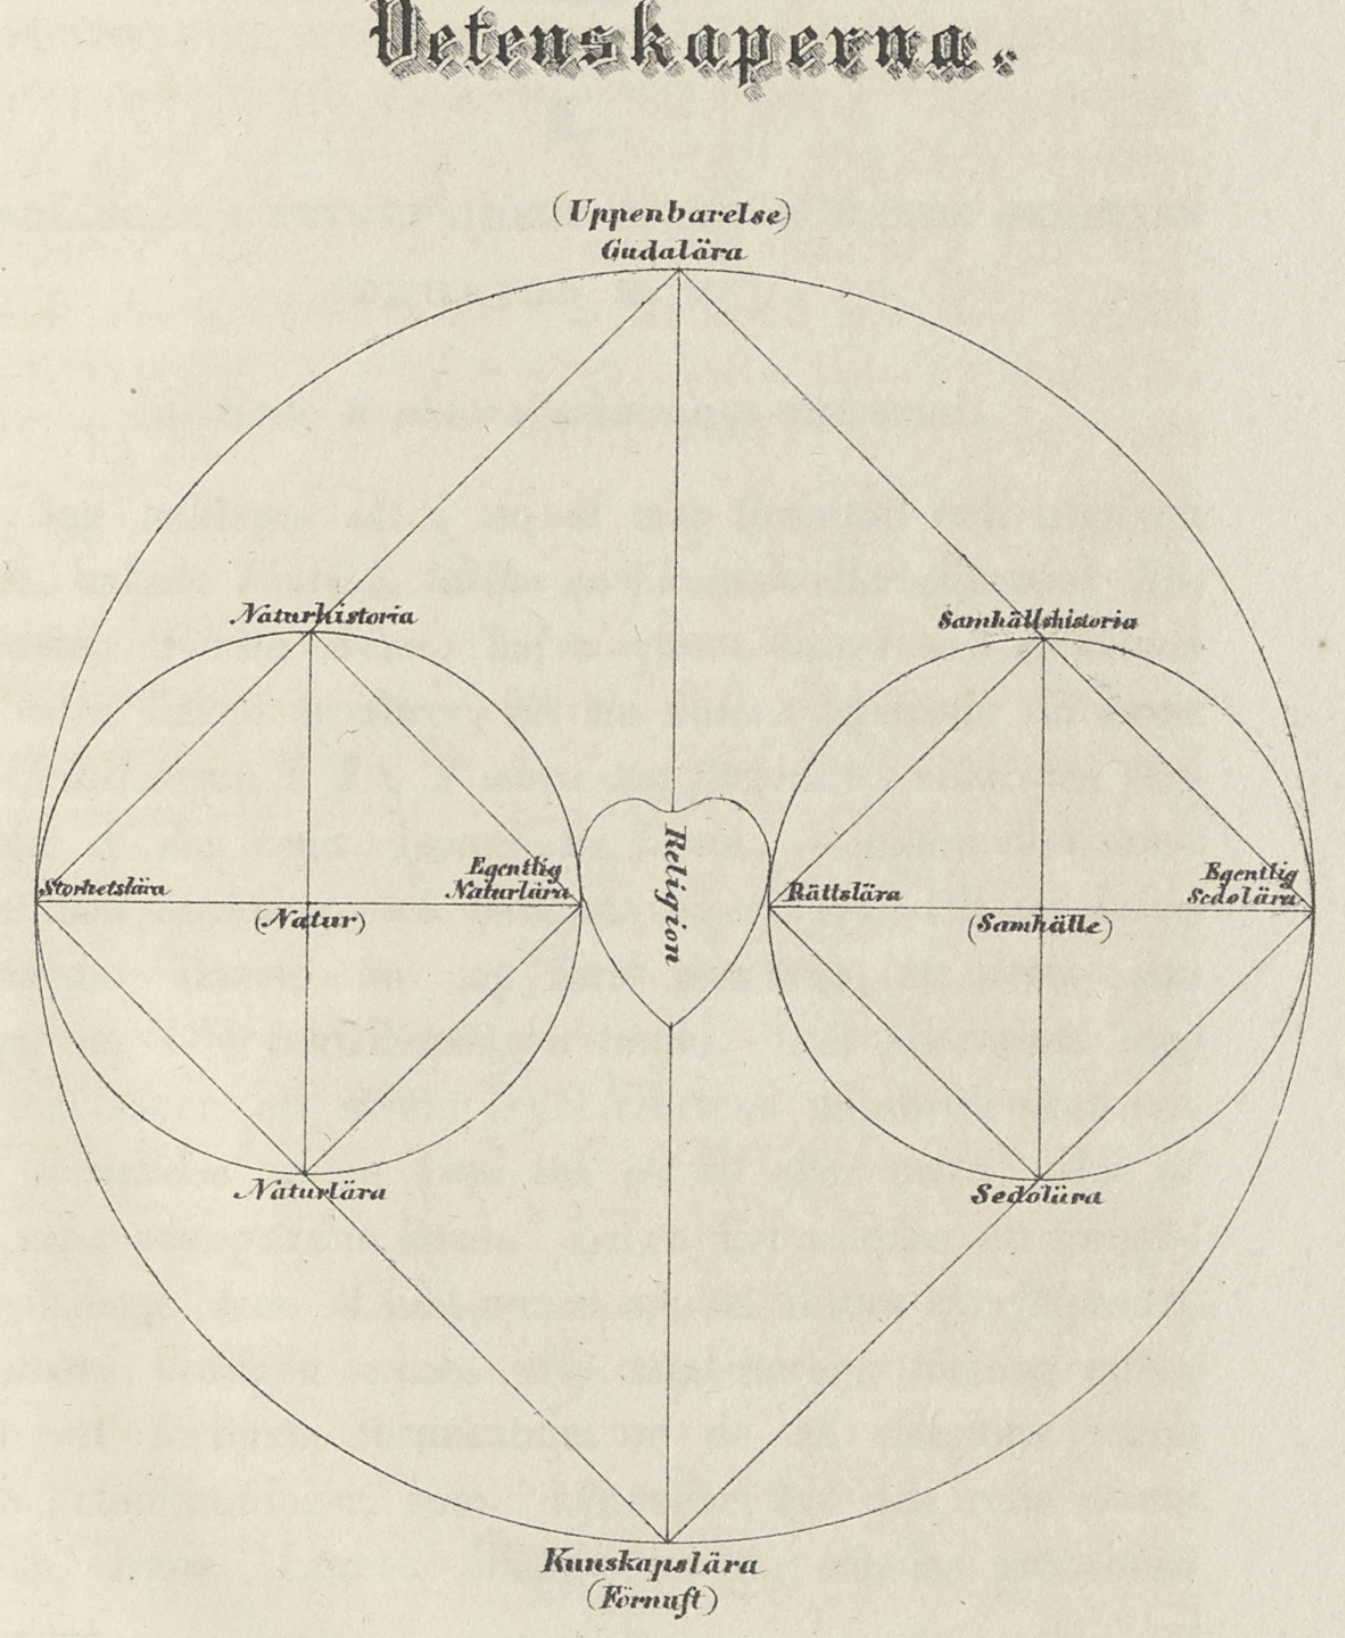 Vetenskaperna.
(Uppenbarelse)
Gudalära
Naturhistoria
Samhällshistoria
Religion
Egentlig
Naturlära
Storhetslära
(Natur)
Egentlig
Sedolära
Rättslära
(Samhälle)
Naturlära
Sedolära
Kunskapslära
(Förnuft)